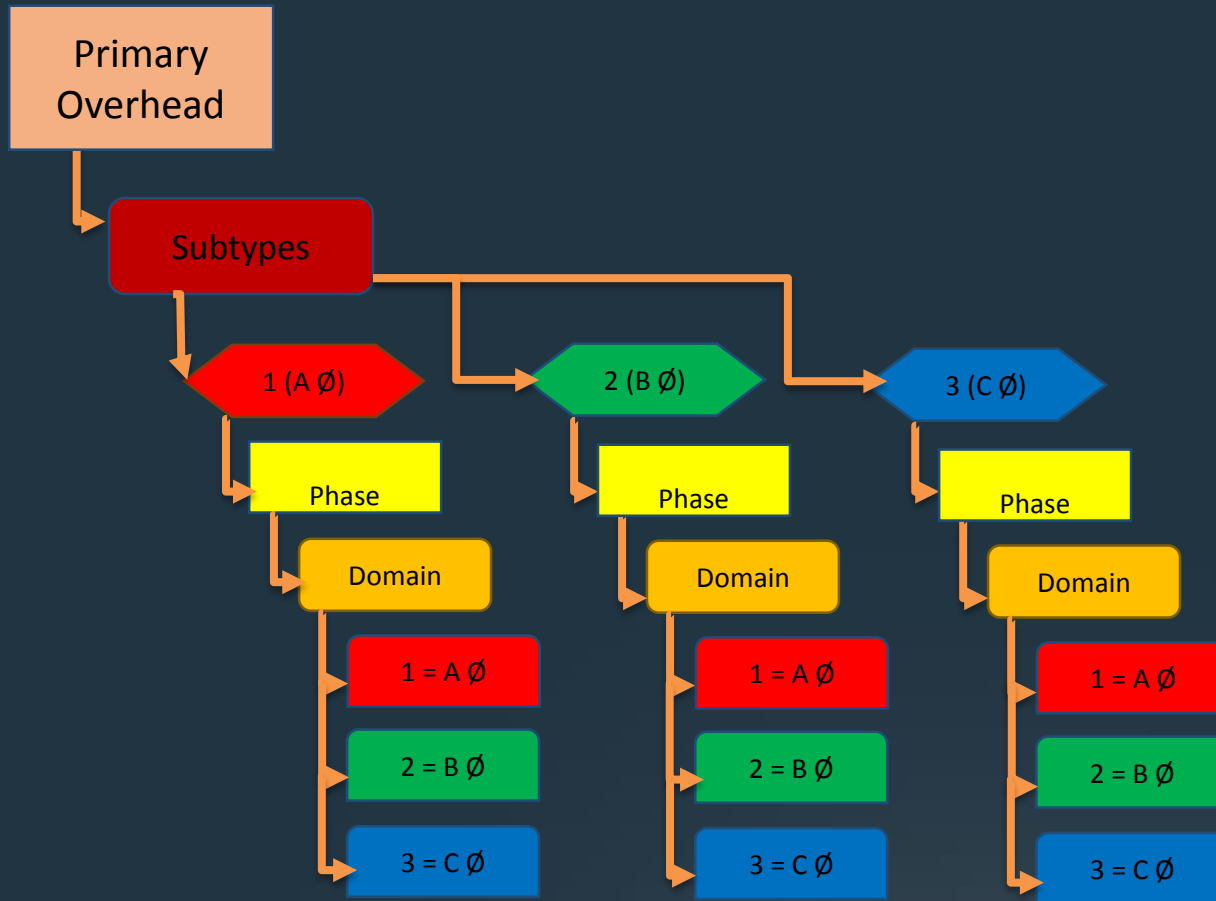 Primary
Overhead
Subtypes
1 (A Ø)
2 (B Ø)
3 (C Ø)
Phase
Phase
Phase
Domain
Domain
Domain
1 = A Ø
1 = A Ø
1 = A Ø
2 = B Ø
2 = B Ø
2 = B Ø
3 = C Ø
3 = C Ø
3 = C Ø